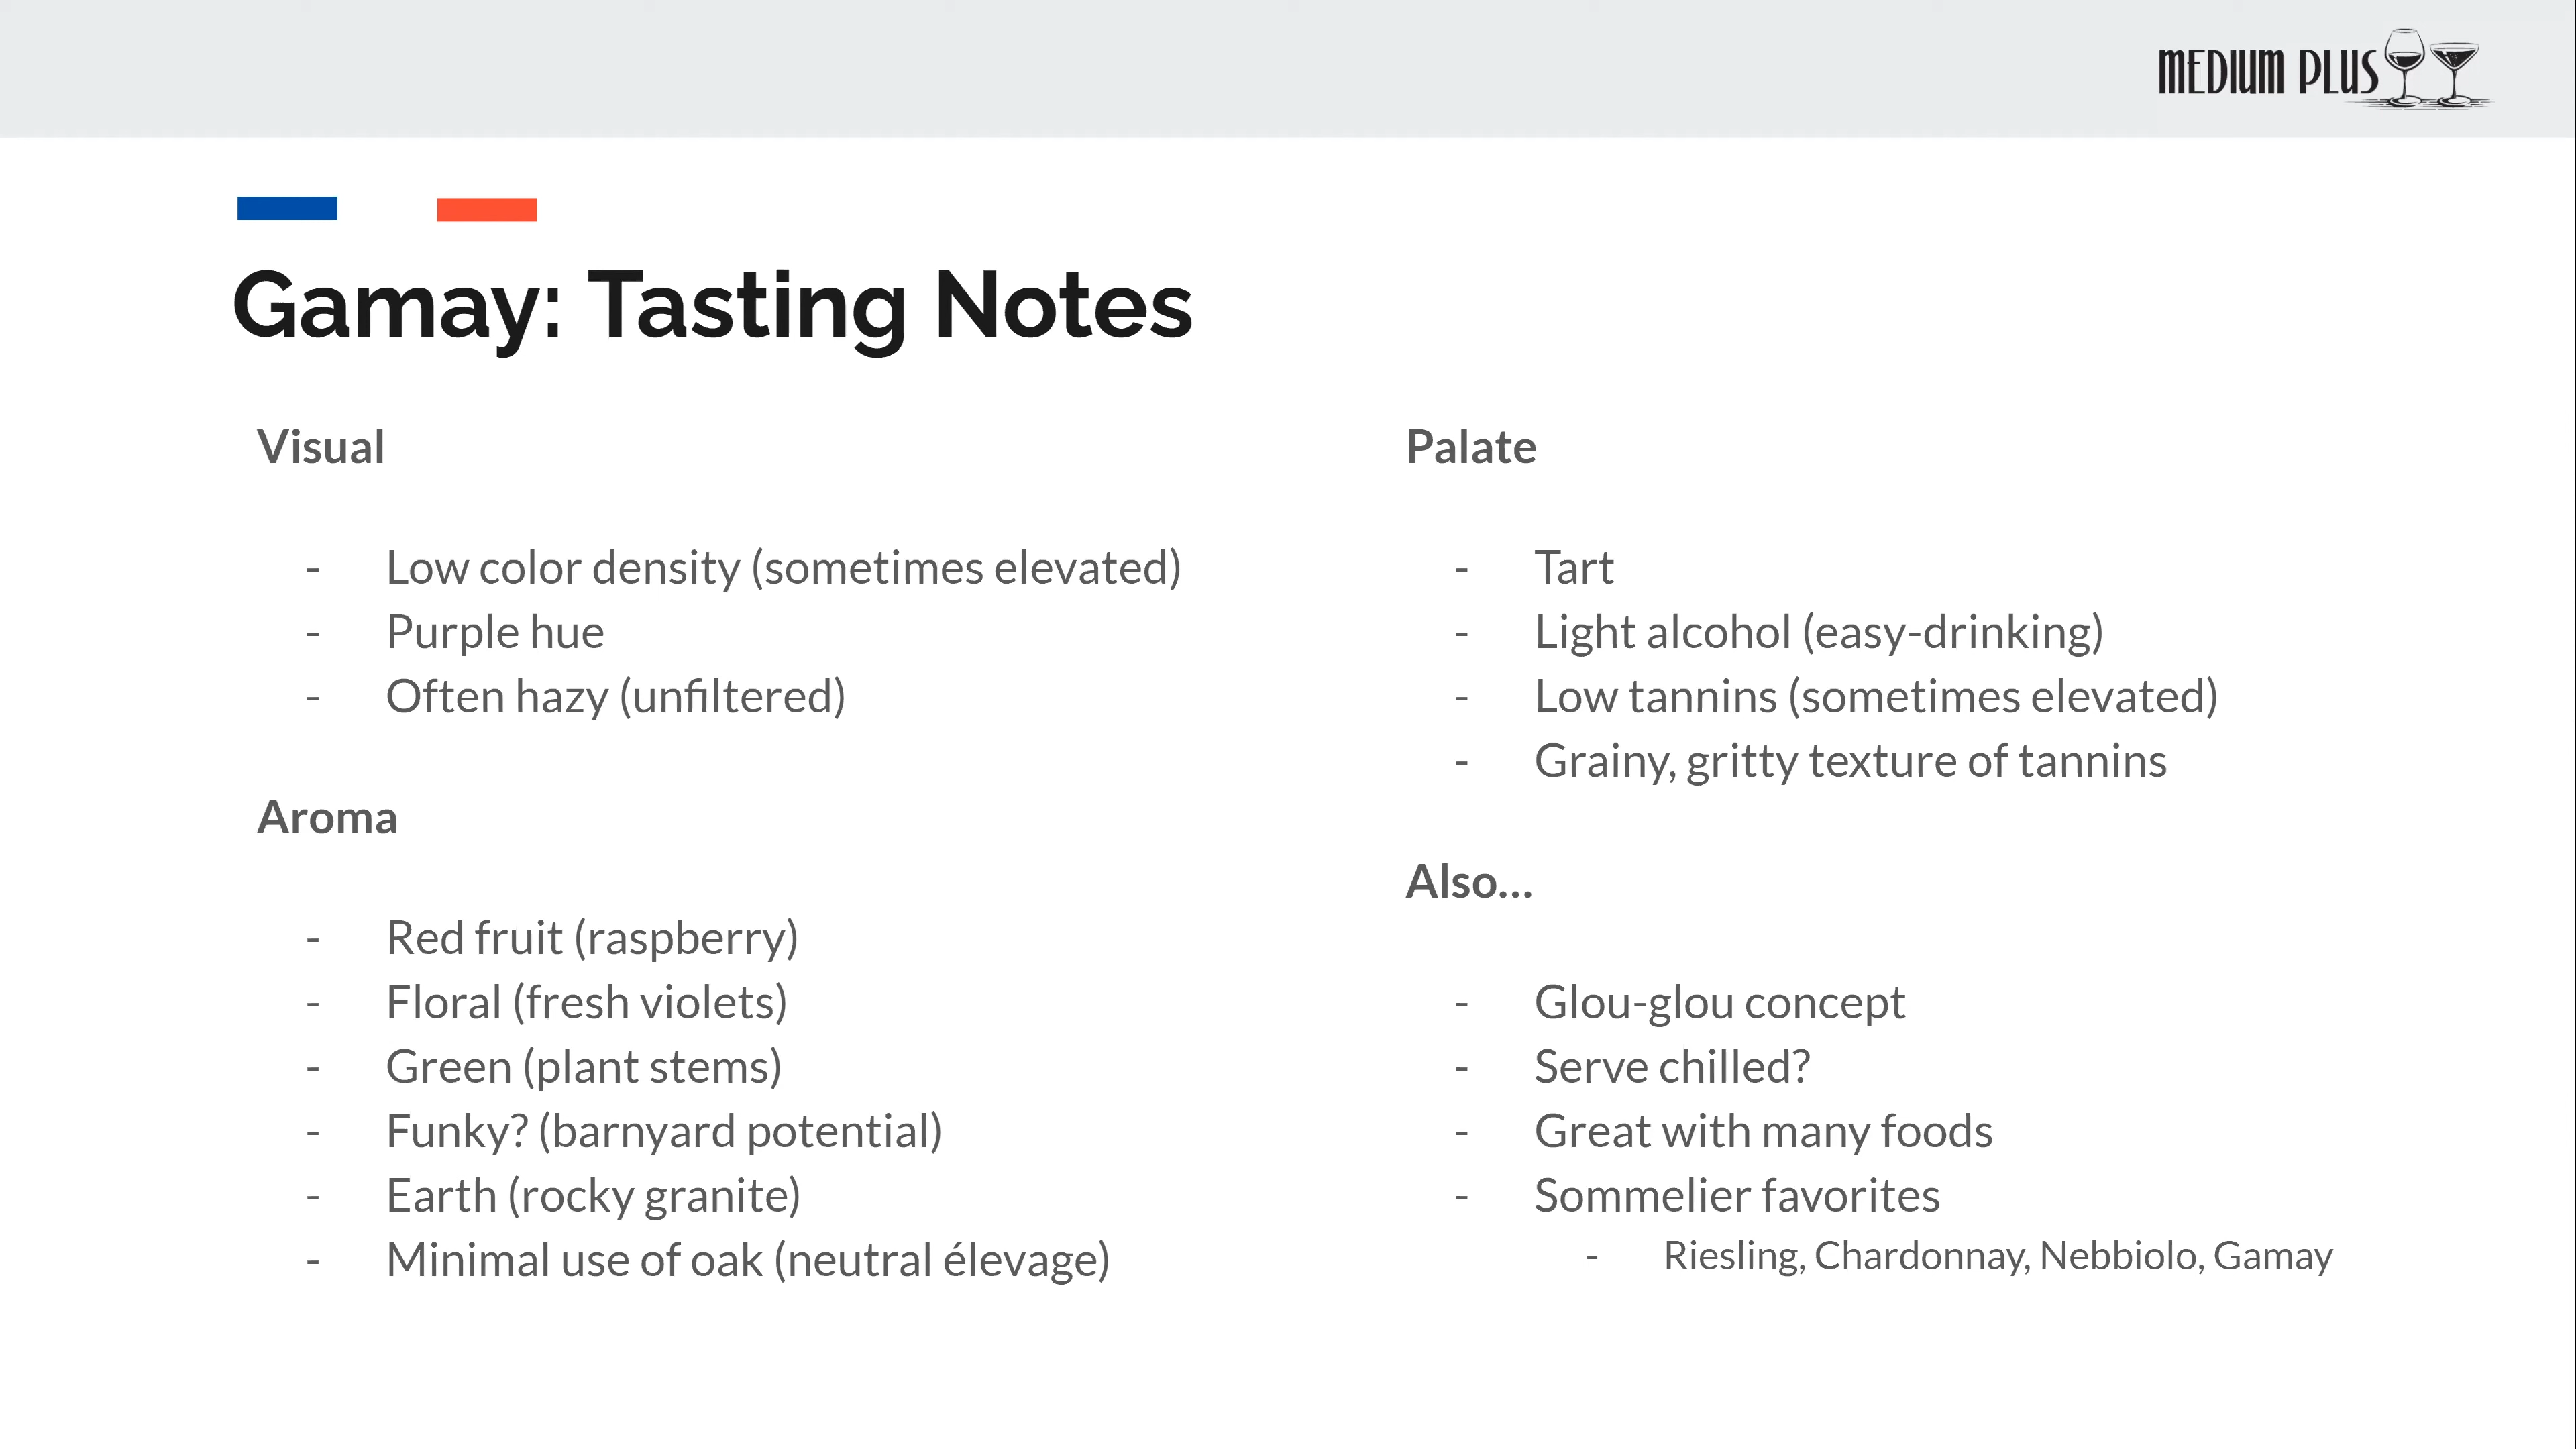 MEDIUM PLUS
Gamay: Tasting Notes
Visual
- Low color density (sometimes elevated)
- Purple hue
- Often hazy (unfiltered)
Aroma
- Red fruit (raspberry)
- Floral (fresh violets)
- Green (plant stems)
- Funky? (barnyard potential)
- Earth (rocky granite)
- Minimal use of oak (neutral élevage)
Palate
- Tart
- Light alcohol (easy-drinking)
- Low tannins (sometimes elevated)
- Grainy, gritty texture of tannins
Also...
- Glou-glou concept
- Serve chilled?
- Great with many foods
- Sommelier favorites
- Riesling, Chardonnay, Nebbiolo, Gamay